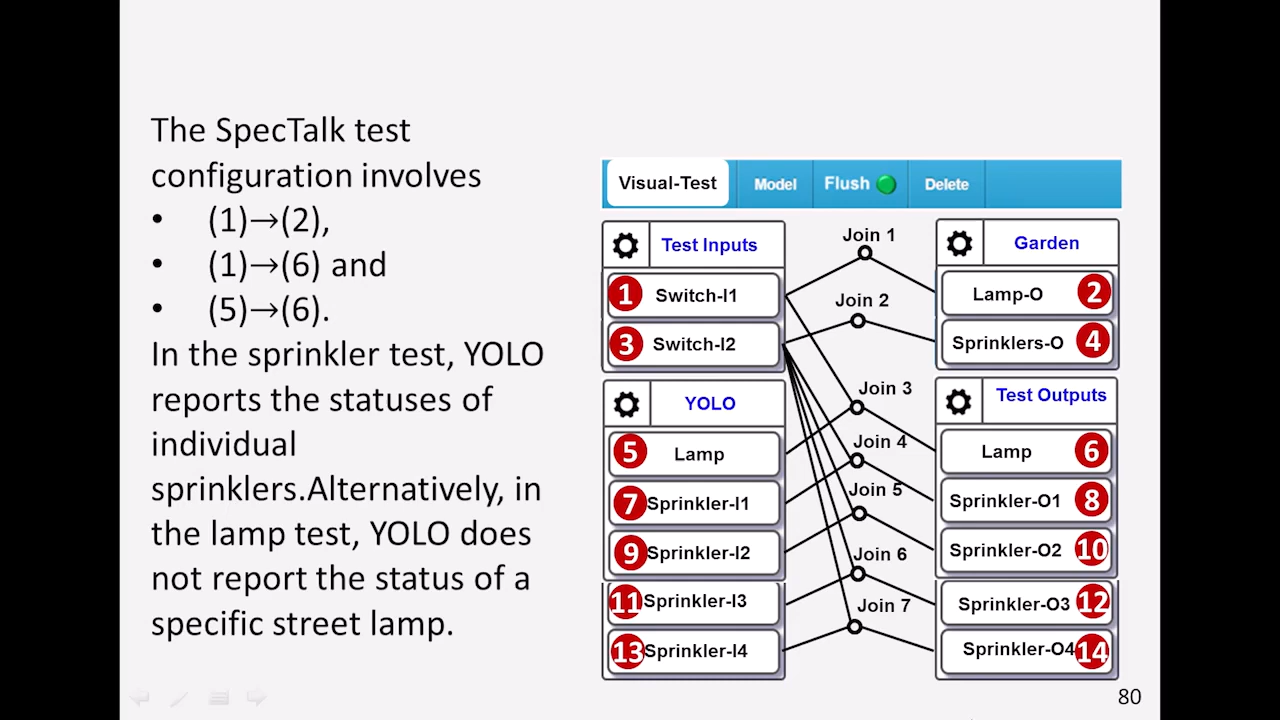 The SpecTalk test
configuration involves
• (1)→(2),
• (1)→(6) and
• (5)→(6).
In the sprinkler test, YOLO
reports the statuses of
individual
sprinklers.Alternatively, in
the lamp test, YOLO does
not report the status of a
specific street lamp.
Visual-Test Model Flush Delete
Test Inputs
1 Switch-I1
3 Switch-I2
YOLO
5 Lamp
7 Sprinkler-I1
9 Sprinkler-I2
11 Sprinkler-I3
13 Sprinkler-I4
Join 1
Join 2
Join 3
Join 4
Join 5
Join 6
Join 7
Garden
Lamp-O 2
Sprinklers-O 4
Test Outputs
Lamp 6
Sprinkler-O1 8
Sprinkler-O2 10
Sprinkler-O3 12
Sprinkler-O4 14
80